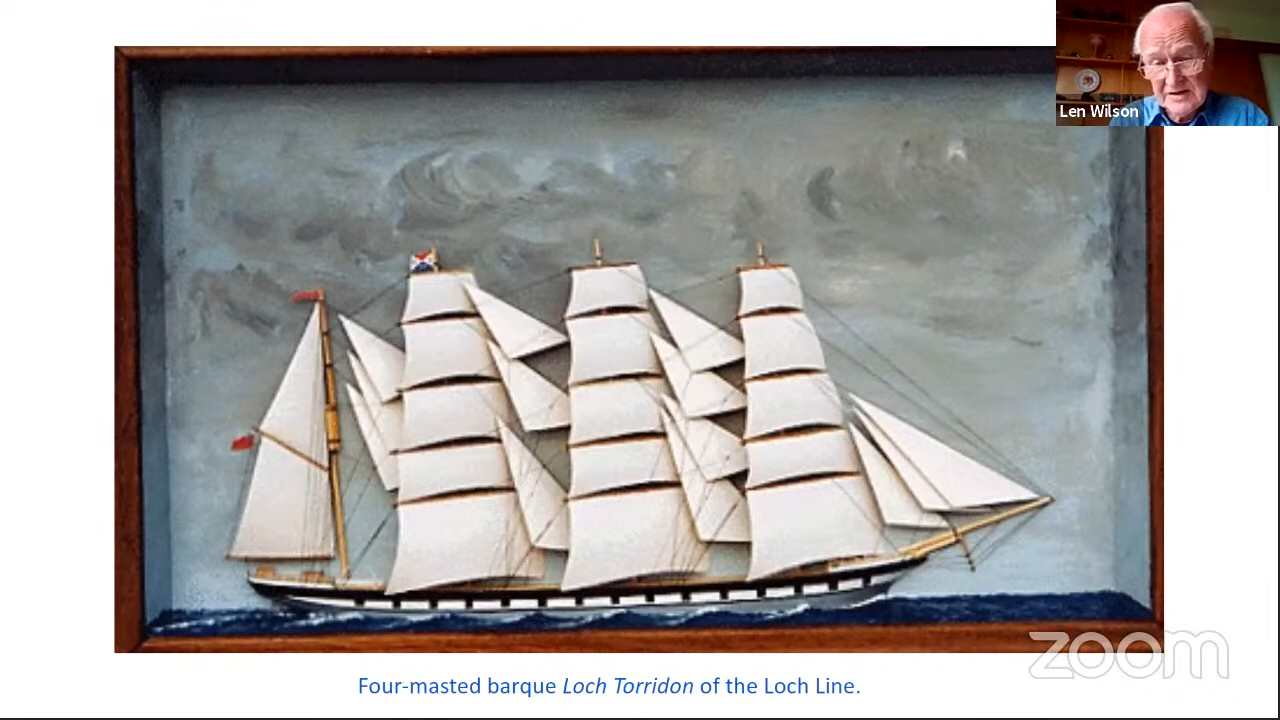 Len Wilson
zoom
Four-masted barque Loch Torridon of the Loch Line.